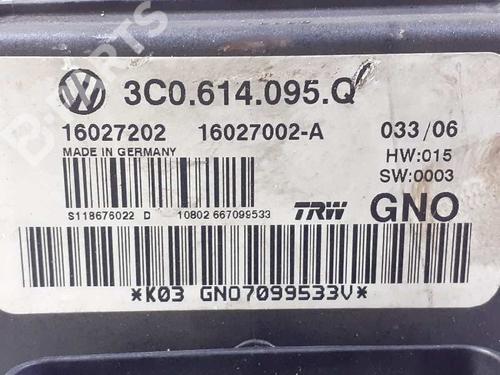 B-PARTS
3C0.614.095.Q
16027202 16027002-A 033/06
MADE IN GERMANY HW:015
SW:0003
S118676022 D 10802 667099533 TRW GNO
*K03 GNO7099533V*